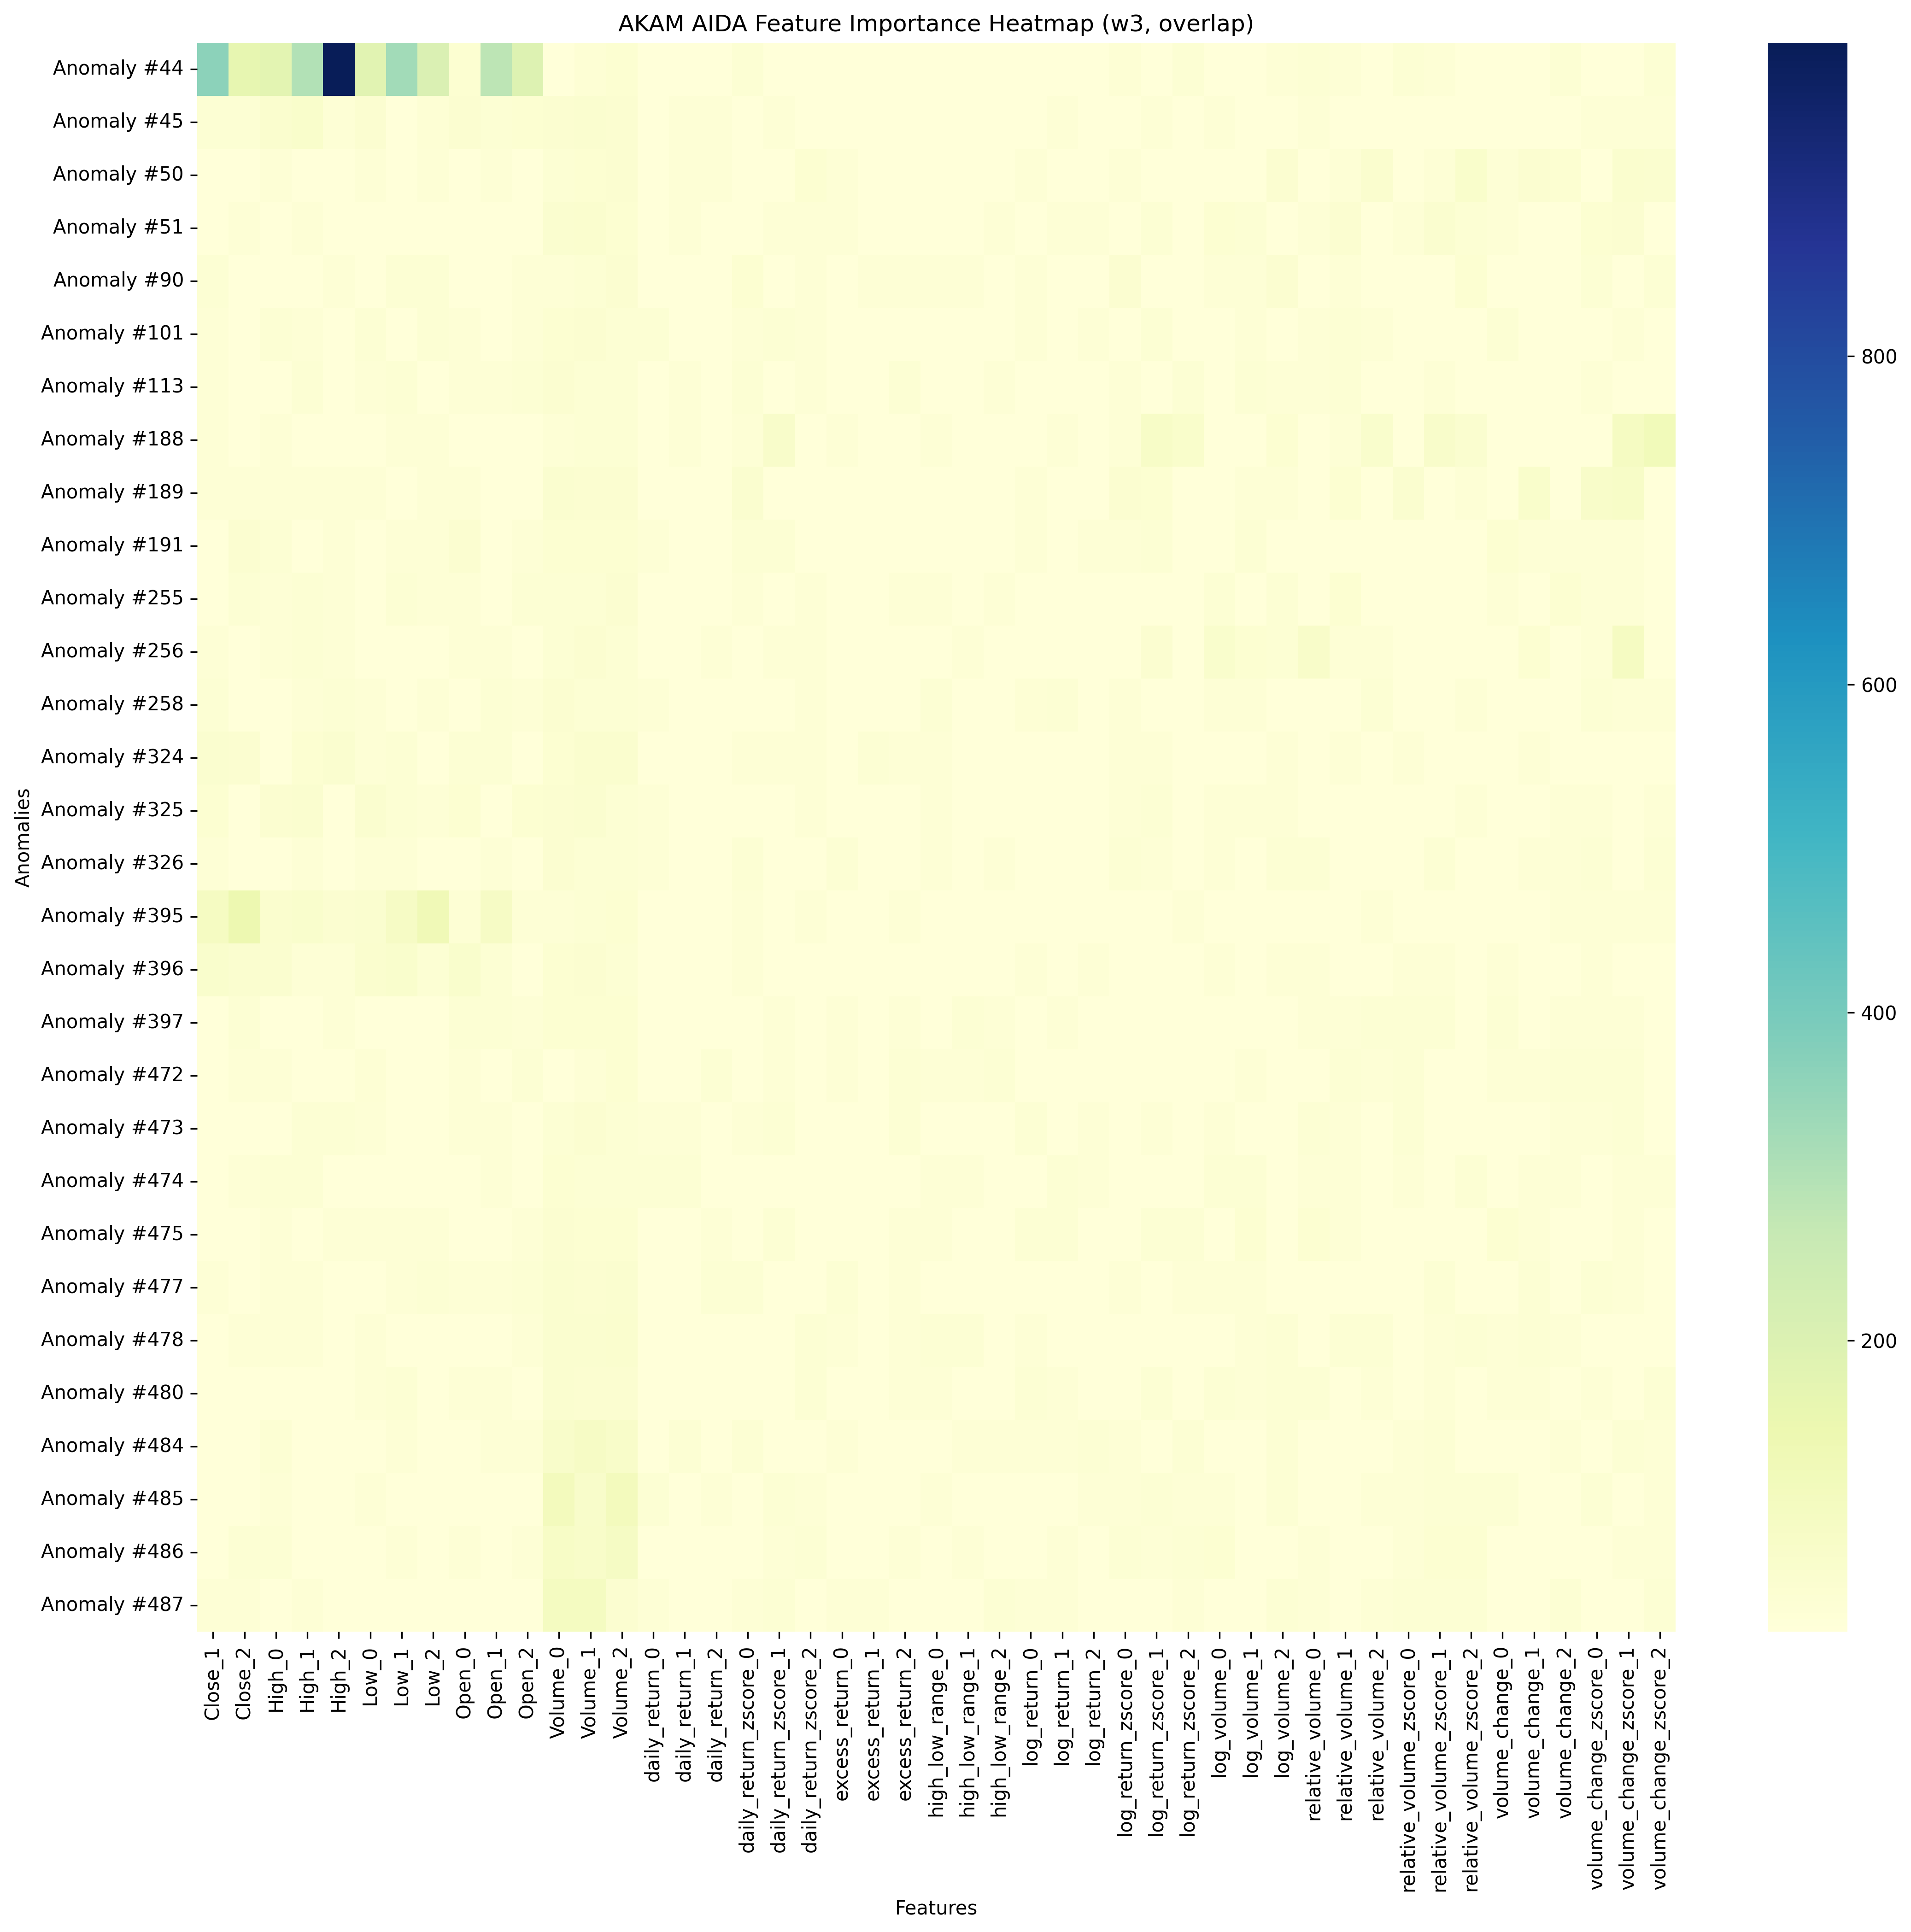 AKAM AIDA Feature Importance Heatmap (w3, overlap)
Anomaly #44
Anomaly #45
Anomaly #50
Anomaly #51
Anomaly #90
Anomaly #101
Anomaly #113
Anomaly #188
Anomaly #189
Anomaly #191
Anomaly #255
Anomaly #256
Anomaly #258
Anomaly #324
Anomaly #325
Anomaly #326
Anomaly #395
Anomaly #396
Anomaly #397
Anomaly #472
Anomaly #473
Anomaly #474
Anomaly #475
Anomaly #477
Anomaly #478
Anomaly #480
Anomaly #484
Anomaly #485
Anomaly #486
Anomaly #487
Anomalies
Close_1
Close_2
High_0
High_1
High_2
Low_0
Low_1
Low_2
Open_0
Open_1
Open_2
Volume_0
Volume_1
Volume_2
daily_return_0
daily_return_1
daily_return_2
daily_return_zscore_0
daily_return_zscore_1
daily_return_zscore_2
excess_return_0
excess_return_1
excess_return_2
high_low_range_0
high_low_range_1
high_low_range_2
log_return_0
log_return_1
log_return_2
log_return_zscore_0
log_return_zscore_1
log_return_zscore_2
log_volume_0
log_volume_1
log_volume_2
relative_volume_0
relative_volume_1
relative_volume_2
relative_volume_zscore_0
relative_volume_zscore_1
relative_volume_zscore_2
volume_change_0
volume_change_1
volume_change_2
volume_change_zscore_0
volume_change_zscore_1
volume_change_zscore_2
Features
800
600
400
200